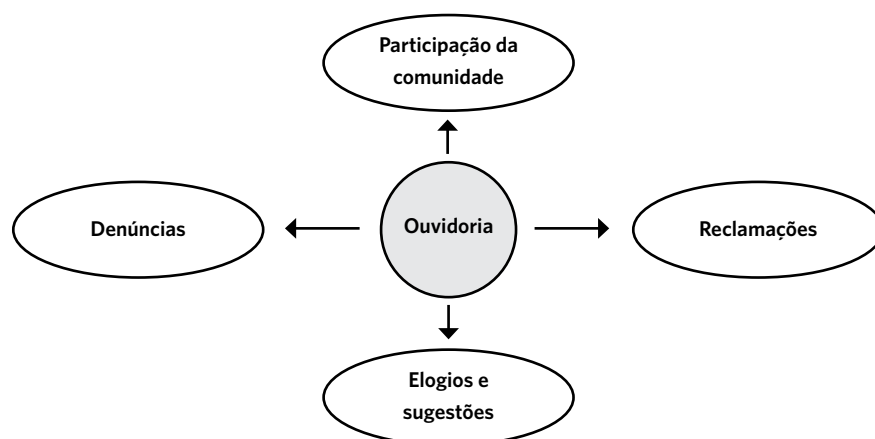 Participação da
comunidade
Denúncias
Ouvidoria
Reclamações
Elogios e
sugestões